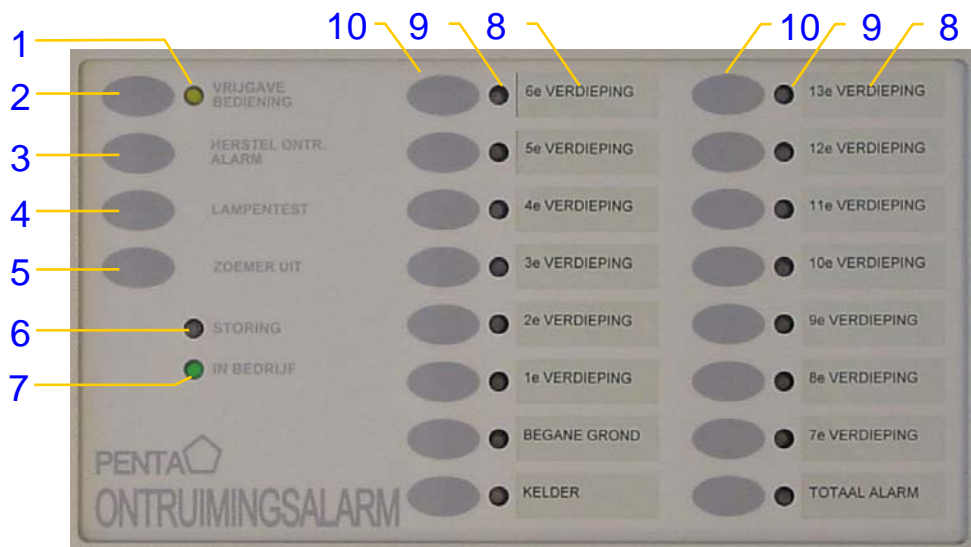 1
2
3
4
5
6
7
10 9 8
10 9 8
VRIJGAVE
BEDIENING
HERSTEL ONTR.
ALARM
LAMPENTEST
ZOEMER UIT
STORING
IN BEDRIJF
PENTA
ONTRUIMINGSALARM
6e VERDIEPING
5e VERDIEPING
4e VERDIEPING
3e VERDIEPING
2e VERDIEPING
1e VERDIEPING
BEGANE GROND
KELDER
13e VERDIEPING
12e VERDIEPING
11e VERDIEPING
10e VERDIEPING
9e VERDIEPING
8e VERDIEPING
7e VERDIEPING
TOTAAL ALARM